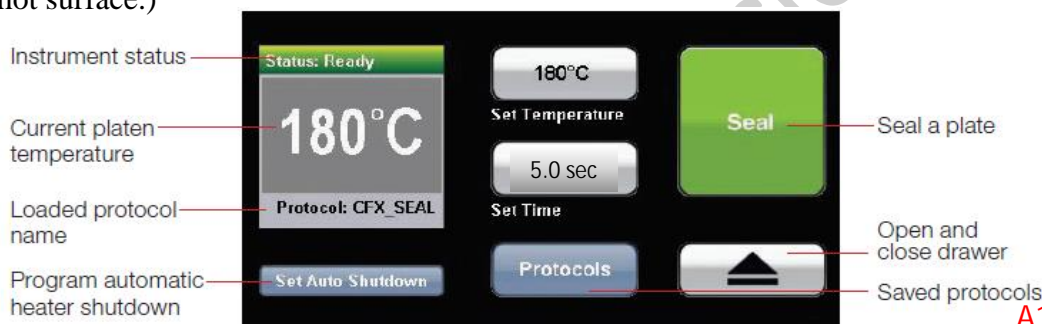 not surface.)
Instrument status
Current platen
temperature
Loaded protocol
name
Program automatic
heater shutdown
Status: Ready
180°C
Protocol: CFX_SEAL
Set Auto Shutdown
180°C
Set Temperature
5.0 sec
Set Time
Protocols
Seal
Seal a plate
Open and
close drawer
Saved protocols